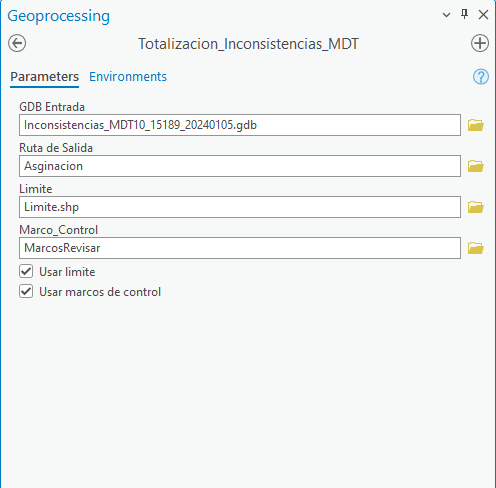 Geoprocessing
Totalizacion_Inconsistencias_MDT
Parameters Environments
GDB Entrada
Inconsistencias_MDT10_15189_20240105.gdb
Ruta de Salida
Asginacion
Limite
Limite.shp
Marco_Control
MarcosRevisar
Usar limite
Usar marcos de control